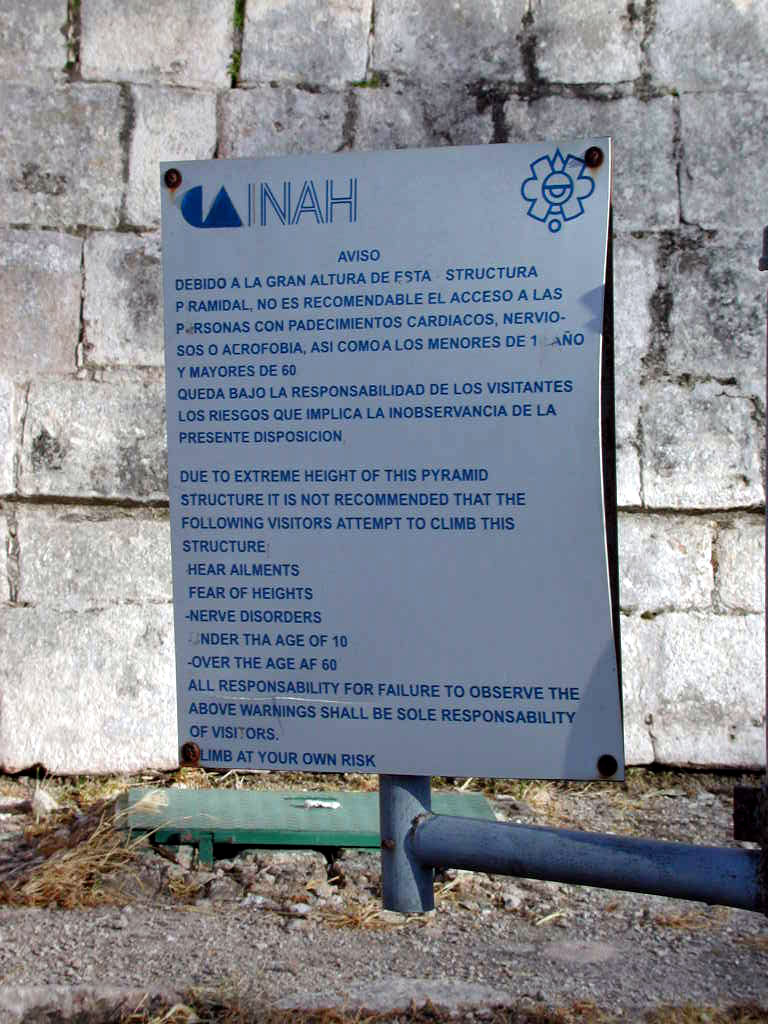 CA INAH
AVISO
DEBIDO A LA GRAN ALTURA DE ESTA STRUCTURA
P RAMIDAL, NO ES RECOMENDABLE EL ACCESO A LAS
PERSONAS CON PADECIMIENTOS CARDIACOS, NERVIO-
SOS O ACROFOBIA, ASI COMO A LOS MENORES DE 1 AÑO
Y MAYORES DE 60
QUEDA BAJO LA RESPONSABILIDAD DE LOS VISITANTES
LOS RIESGOS QUE IMPLICA LA INOBSERVANCIA DE LA
PRESENTE DISPOSICION
DUE TO EXTREME HEIGHT OF THIS PYRAMID
STRUCTURE IT IS NOT RECOMMENDED THAT THE
FOLLOWING VISITORS ATTEMPT TO CLIMB THIS
STRUCTURE:
-HEAR AILMENTS
FEAR OF HEIGHTS
-NERVE DISORDERS
UNDER THA AGE OF 10
-OVER THE AGE AF 60
ALL RESPONSABILITY FOR FAILURE TO OBSERVE THE
ABOVE WARNINGS SHALL BE SOLE RESPONSABILITY
OF VISITORS.
CLIMB AT YOUR OWN RISK